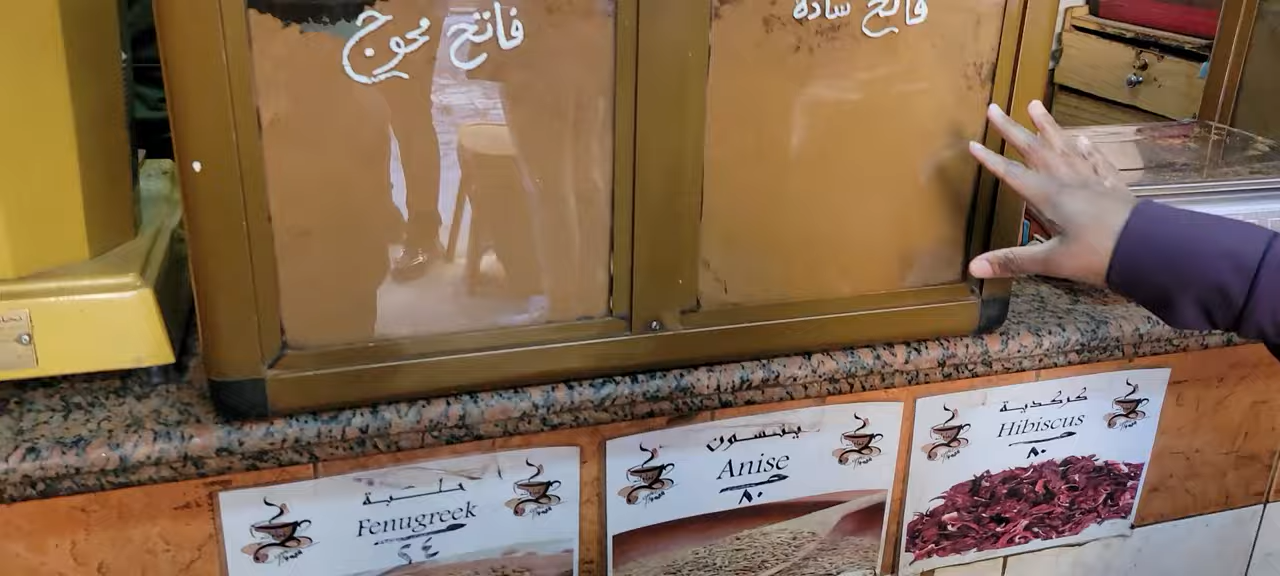 فاتح محوج
فاتح سادة
حلبة
Fenugreek
٤٤
ينسون
Anise
٨٠
كركدية
Hibiscus
٨٠